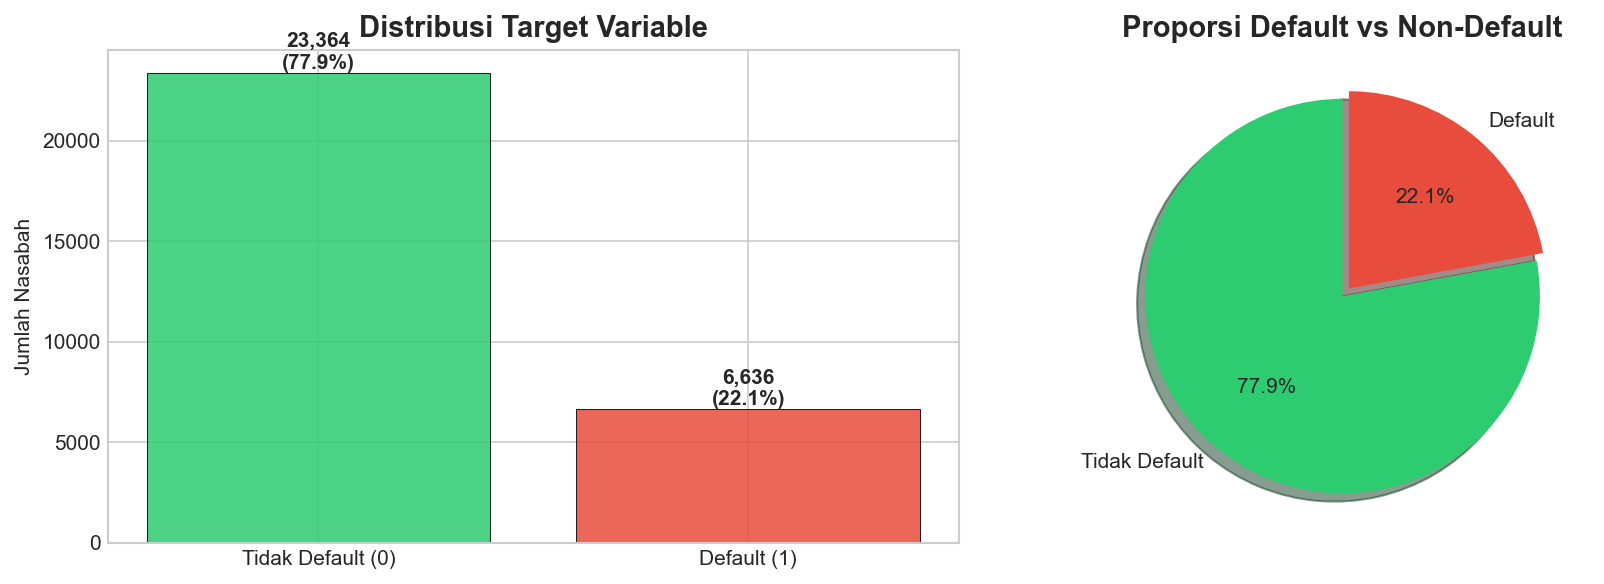 Distribusi Target Variable
23,364
(77.9%)
6,636
(22.1%)
Jumlah Nasabah
20000
15000
10000
5000
0
Tidak Default (0)
Default (1)
Proporsi Default vs Non-Default
Default
22.1%
77.9%
Tidak Default